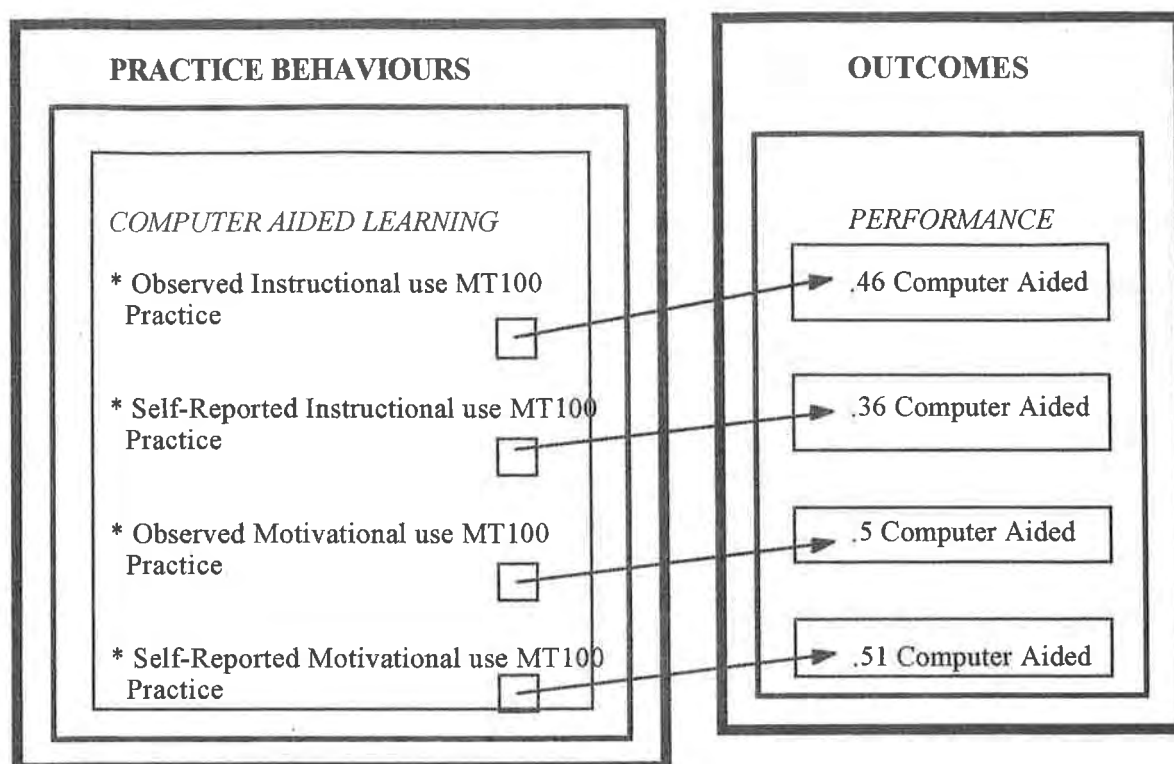 PRACTICE BEHAVIOURS
COMPUTER AIDED LEARNING
* Observed Instructional use MT100
Practice
* Self-Reported Instructional use MT100
Practice
* Observed Motivational use MT100
Practice
* Self-Reported Motivational use MT100
Practice
OUTCOMES
PERFORMANCE
.46 Computer Aided
.36 Computer Aided
.5 Computer Aided
.51 Computer Aided